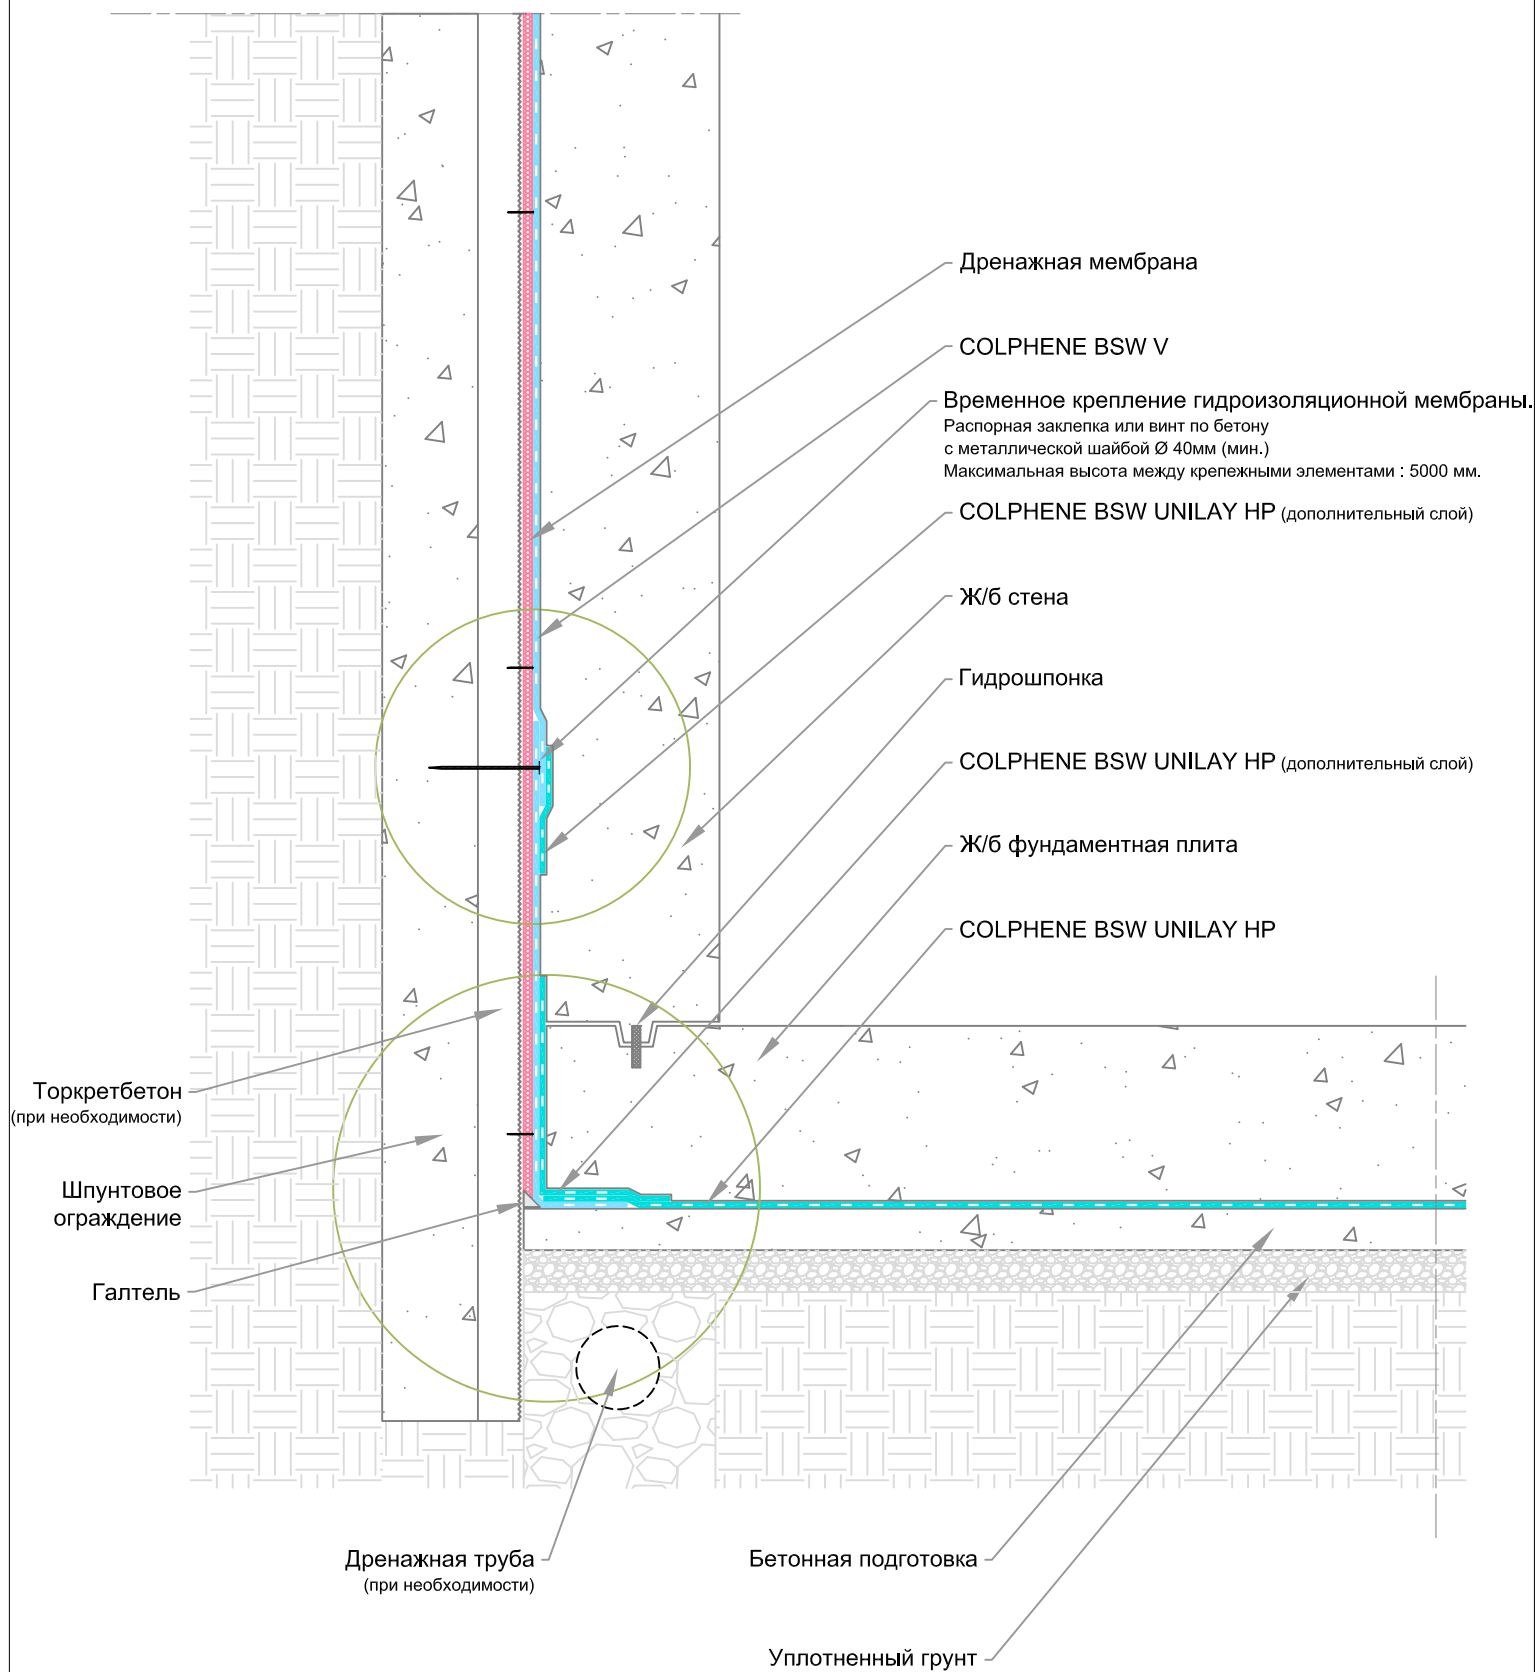 Дренажная мембрана
COLPHENE BSW V
Временное крепление гидроизоляционной мембраны.
Распорная заклепка или винт по бетону
с металлической шайбой Ø 40мм (мин.)
Максимальная высота между крепежными элементами : 5000 мм.
COLPHENE BSW UNILAY HP (дополнительный слой)
Ж/б стена
Гидрошпонка
COLPHENE BSW UNILAY HP (дополнительный слой)
Ж/б фундаментная плита
COLPHENE BSW UNILAY HP
Торкретбетон
(при необходимости)
Шпунтовое
ограждение
Галтель
Дренажная труба
(при необходимости)
Бетонная подготовка
Уплотненный грунт